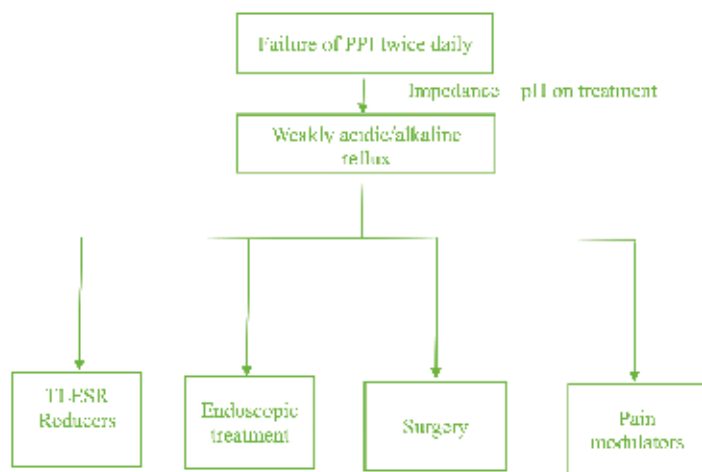 Failure of PPI twice daily
Impedance pH on treatment
Weakly acidic/alkaline
reflux
TLESR
Reducers
Endoscopic
treatment
Surgery
Pain
modulators